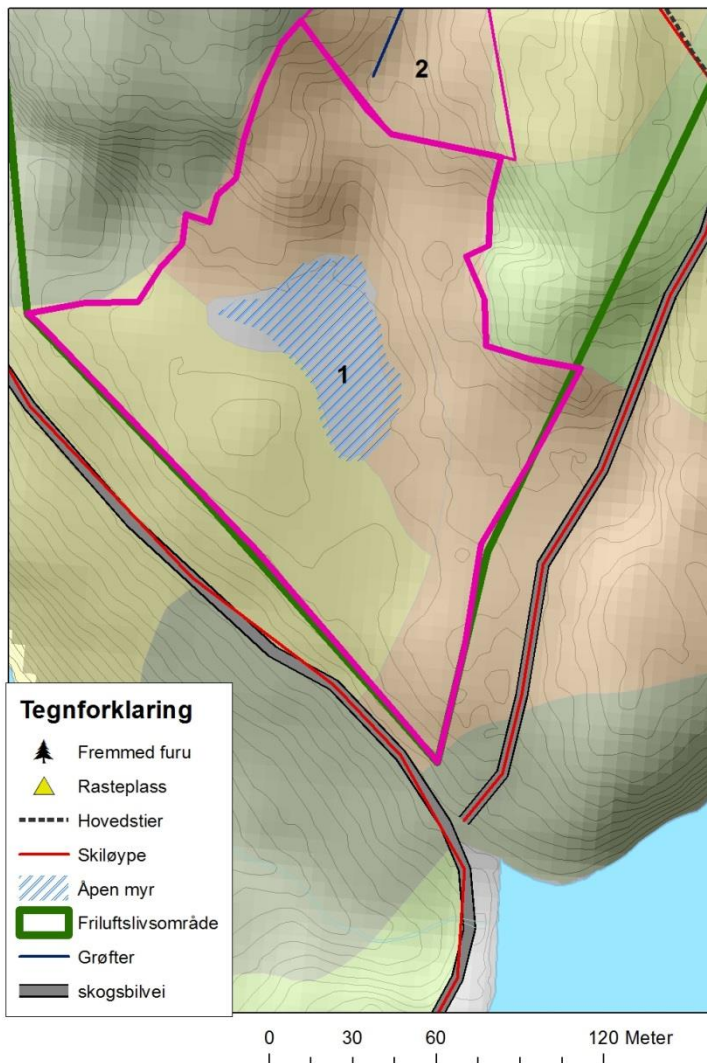 2
1
Tegnforklaring
Fremmed furu
Rasteplass
Hovedstier
Skiløype
Åpen myr
Friluftslivsområde
Grøfter
skogsbilvei
0 30 60 120 Meter